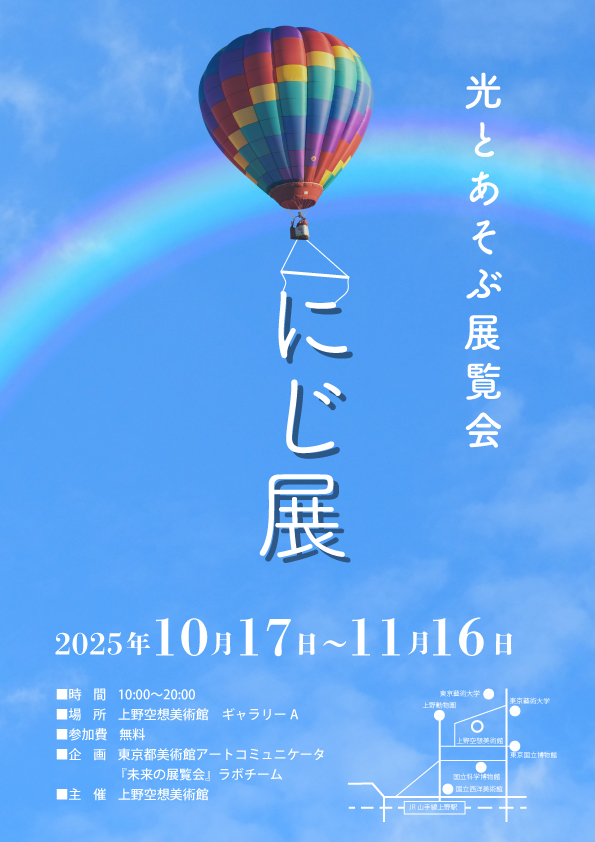 光とあそぶ展覧会
にじ展
2025年10月17日~11月16日
■時 間 10:00~20:00
■場 所 上野空想美術館 ギャラリーA
■参加費 無料
■企 画 東京都美術館アートコミュニケータ
『未来の展覧会』ラボチーム
■主 催 上野空想美術館
東京藝術大学
東京藝術大学
上野動物園
上野空想美術館
東京国立博物館
国立科学博物館
国立西洋美術館
JR 山手線上野駅